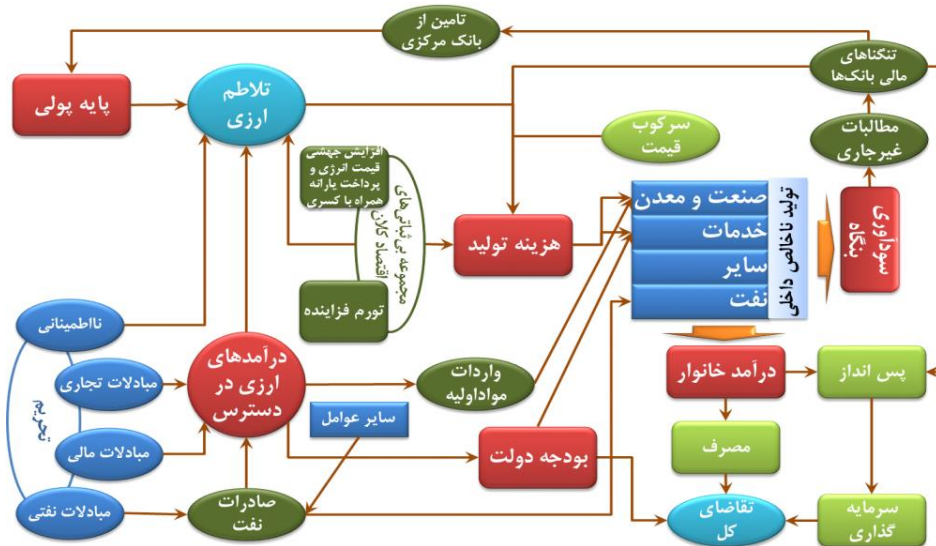 تامین از
بانک مرکزی
تنگناهای
مالی بانک‌ها
پایه پولی
تلاطم
ارزی
سرکوب
قیمت
مطالبات
غیرجاری
افزایش جهشی
قیمت انرژی و
پرداخت یارانه
همراه با کسری
مجموعه بی‌ثباتی‌های
اقتصاد کلان
تورم فزاینده
هزینه تولید
صنعت و معدن
خدمات
سایر
نفت
تولید ناخالص داخلی
سودآوری
بنگاه
نااطمینانی
مبادلات تجاری
مبادلات مالی
مبادلات نفتی
تحریم
درآمدهای
ارزی در
دسترس
واردات
مواداولیه
سایر عوامل
صادرات
نفت
بودجه دولت
درآمد خانوار
پس انداز
مصرف
تقاضای
کل
سرمایه
گذاری